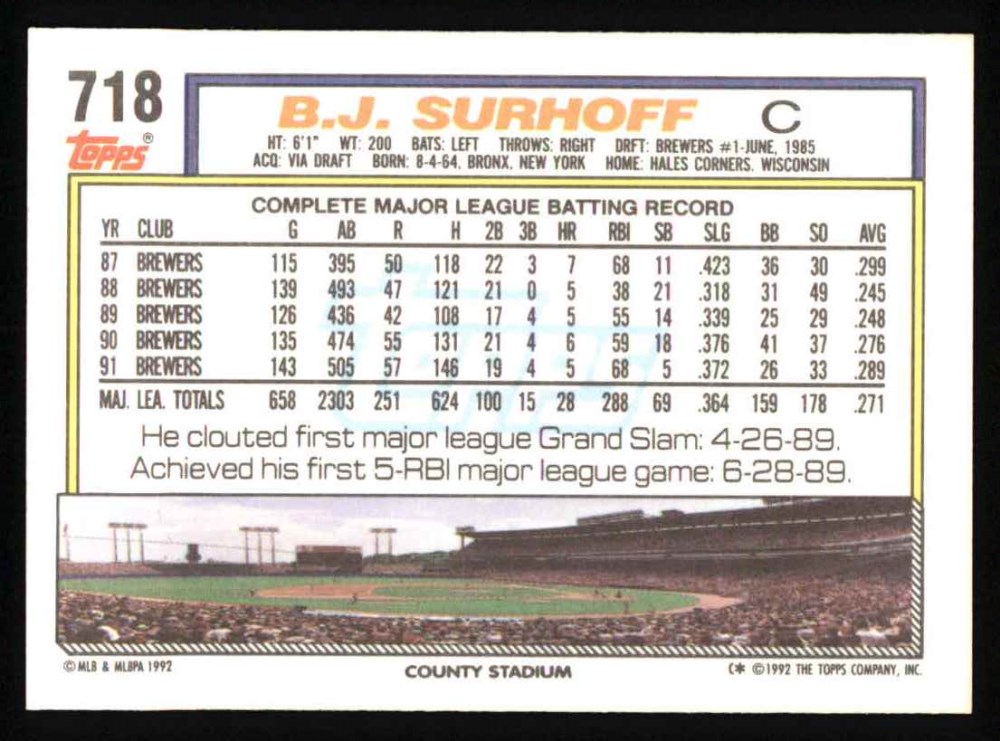 718
Topps®
B.J. SURHOFF C
HT: 6'1" WT: 200 BATS: LEFT THROWS: RIGHT DRFT: BREWERS #1-JUNE, 1985
ACQ: VIA DRAFT BORN: 8-4-64, BRONX, NEW YORK HOME: HALES CORNERS, WISCONSIN
COMPLETE MAJOR LEAGUE BATTING RECORD
YR CLUB G AB R H 2B 3B HR RBI SB SLG BB SO AVG
87 BREWERS 115 395 50 118 22 3 7 68 11 .423 36 30 .299
88 BREWERS 139 493 47 121 21 0 5 38 21 .318 31 49 .245
89 BREWERS 126 436 42 108 17 4 5 55 14 .339 25 29 .248
90 BREWERS 135 474 55 131 21 4 6 59 18 .376 41 37 .276
91 BREWERS 143 505 57 146 19 4 5 68 5 .372 26 33 .289
MAJ. LEA. TOTALS 658 2303 251 624 100 15 28 288 69 .364 159 178 .271
Topps
He clouted first major league Grand Slam: 4-26-89.
Achieved his first 5-RBI major league game: 6-28-89.
© MLB & MLBPA 1992
COUNTY STADIUM
C* © 1992 THE TOPPS COMPANY, INC.